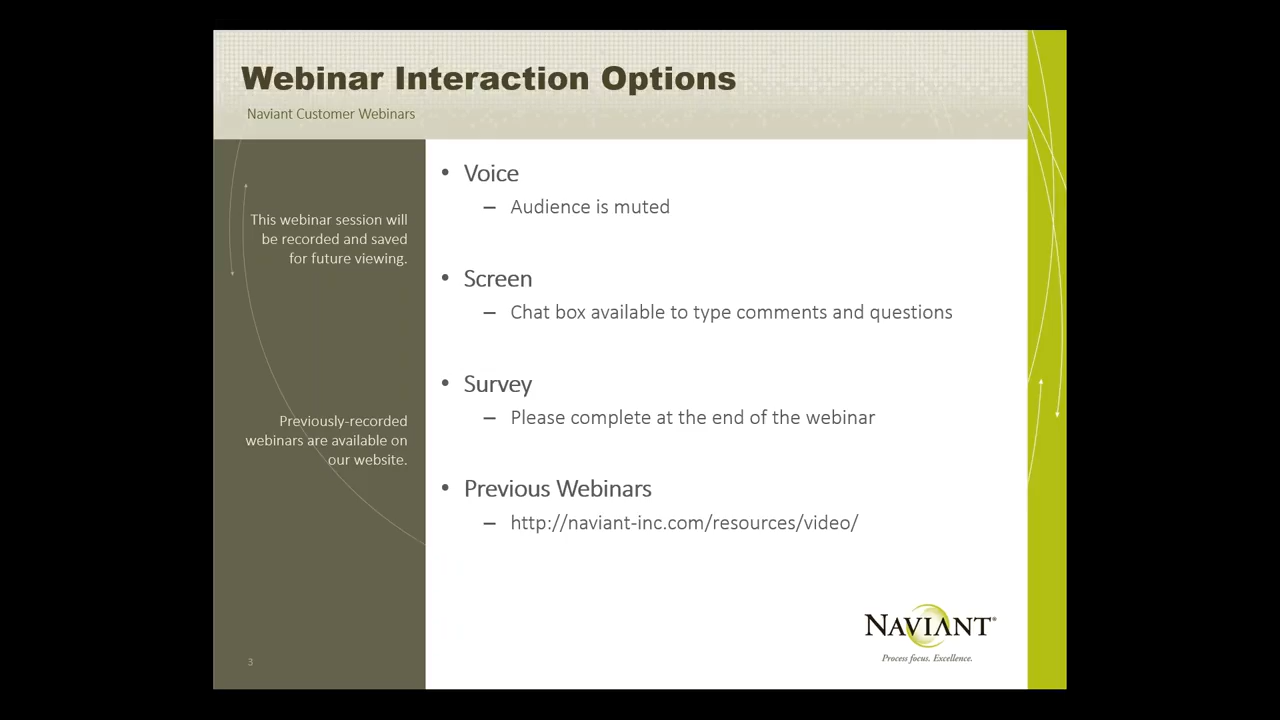 Webinar Interaction Options
Naviant Customer Webinars
This webinar session will
be recorded and saved
for future viewing.
Previously-recorded
webinars are available on
our website.
• Voice
– Audience is muted
• Screen
– Chat box available to type comments and questions
• Survey
– Please complete at the end of the webinar
• Previous Webinars
– http://naviant-inc.com/resources/video/
NAVIANT®
Process focus. Excellence.
3